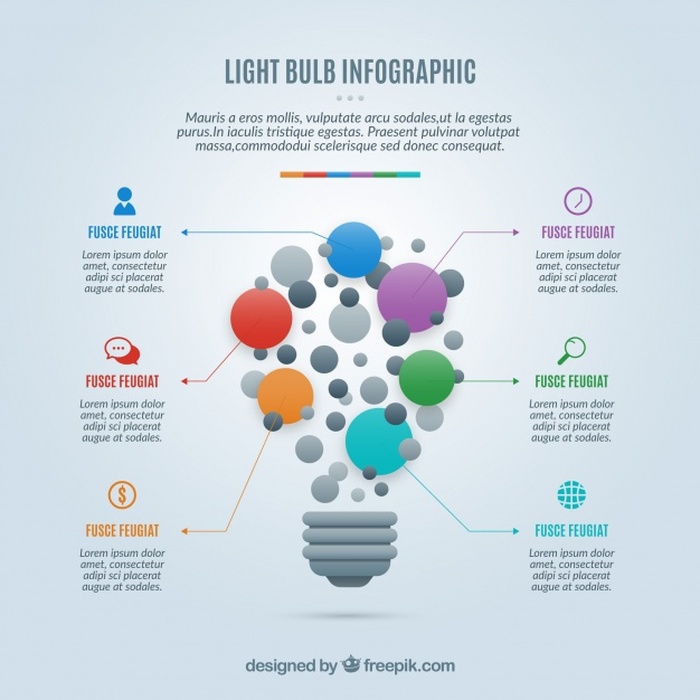 LIGHT BULB INFOGRAPHIC
Mauris a eros mollis, vulputate arcu sodales,ut la egestas
purus.In iaculis tristique egestas. Praesent pulvinar volutpat
massa,commododui scelerisque sed donec consequat.
FUSCE FEUGIAT
Lorem ipsum dolor
amet, consectetur
adipi sci placerat
augue at sodales.
FUSCE FEUGIAT
Lorem ipsum dolor
amet, consectetur
adipi sci placerat
augue at sodales.
FUSCE FEUGIAT
Lorem ipsum dolor
amet, consectetur
adipi sci placerat
augue at sodales.
FUSCE FEUGIAT
Lorem ipsum dolor
amet, consectetur
adipi sci placerat
augue at sodales.
$
FUSCE FEUGIAT
Lorem ipsum dolor
amet, consectetur
adipi sci placerat
augue at sodales.
FUSCE FEUGIAT
Lorem ipsum dolor
amet, consectetur
adipi sci placerat
augue at sodales.
designed by freepik.com